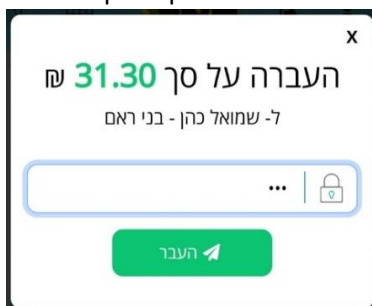 x
העברה על סך 31.30 ₪
ל- שמואל כהן - בני ראם
•••
העבר